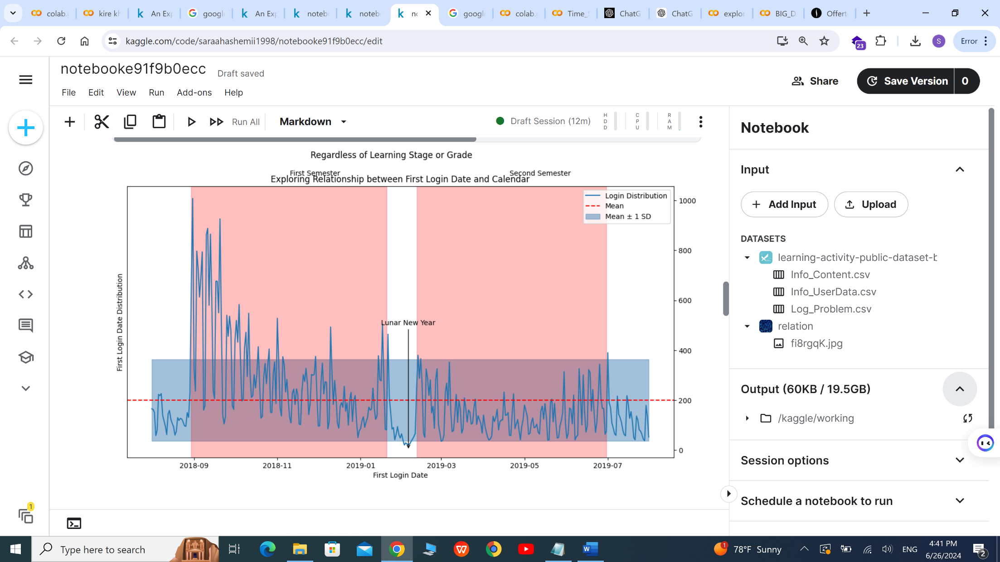 colab.
kire kh
An Exp
google
An Exp
noteb
noteb
no
google
colab.
Time_
ChatG
ChatG
explor
BIG_D
Offert
kaggle.com/code/saraahashemii1998/notebooke91f9b0ecc/edit
23
S
Error
notebooke91f9b0ecc
Draft saved
File Edit View Run Add-ons Help
Share
Save Version 0
Run All
Markdown
Draft Session (12m)
HDD
CPU
RAM
Regardless of Learning Stage or Grade
First Semester
Second Semester
Exploring Relationship between First Login Date and Calendar
Login Distribution
Mean
Mean ± 1 SD
Lunar New Year
First Login Date Distribution
1000
800
600
400
200
0
2018-09 2018-11 2019-01 2019-03 2019-05 2019-07
First Login Date
Notebook
Input
Add Input
Upload
DATASETS
learning-activity-public-dataset-b
Info_Content.csv
Info_UserData.csv
Log_Problem.csv
relation
fi8rgqK.jpg
Output (60KB / 19.5GB)
/kaggle/working
Session options
Schedule a notebook to run
1
Type here to search
1
78°F Sunny
ENG
4:41 PM
6/26/2024
2